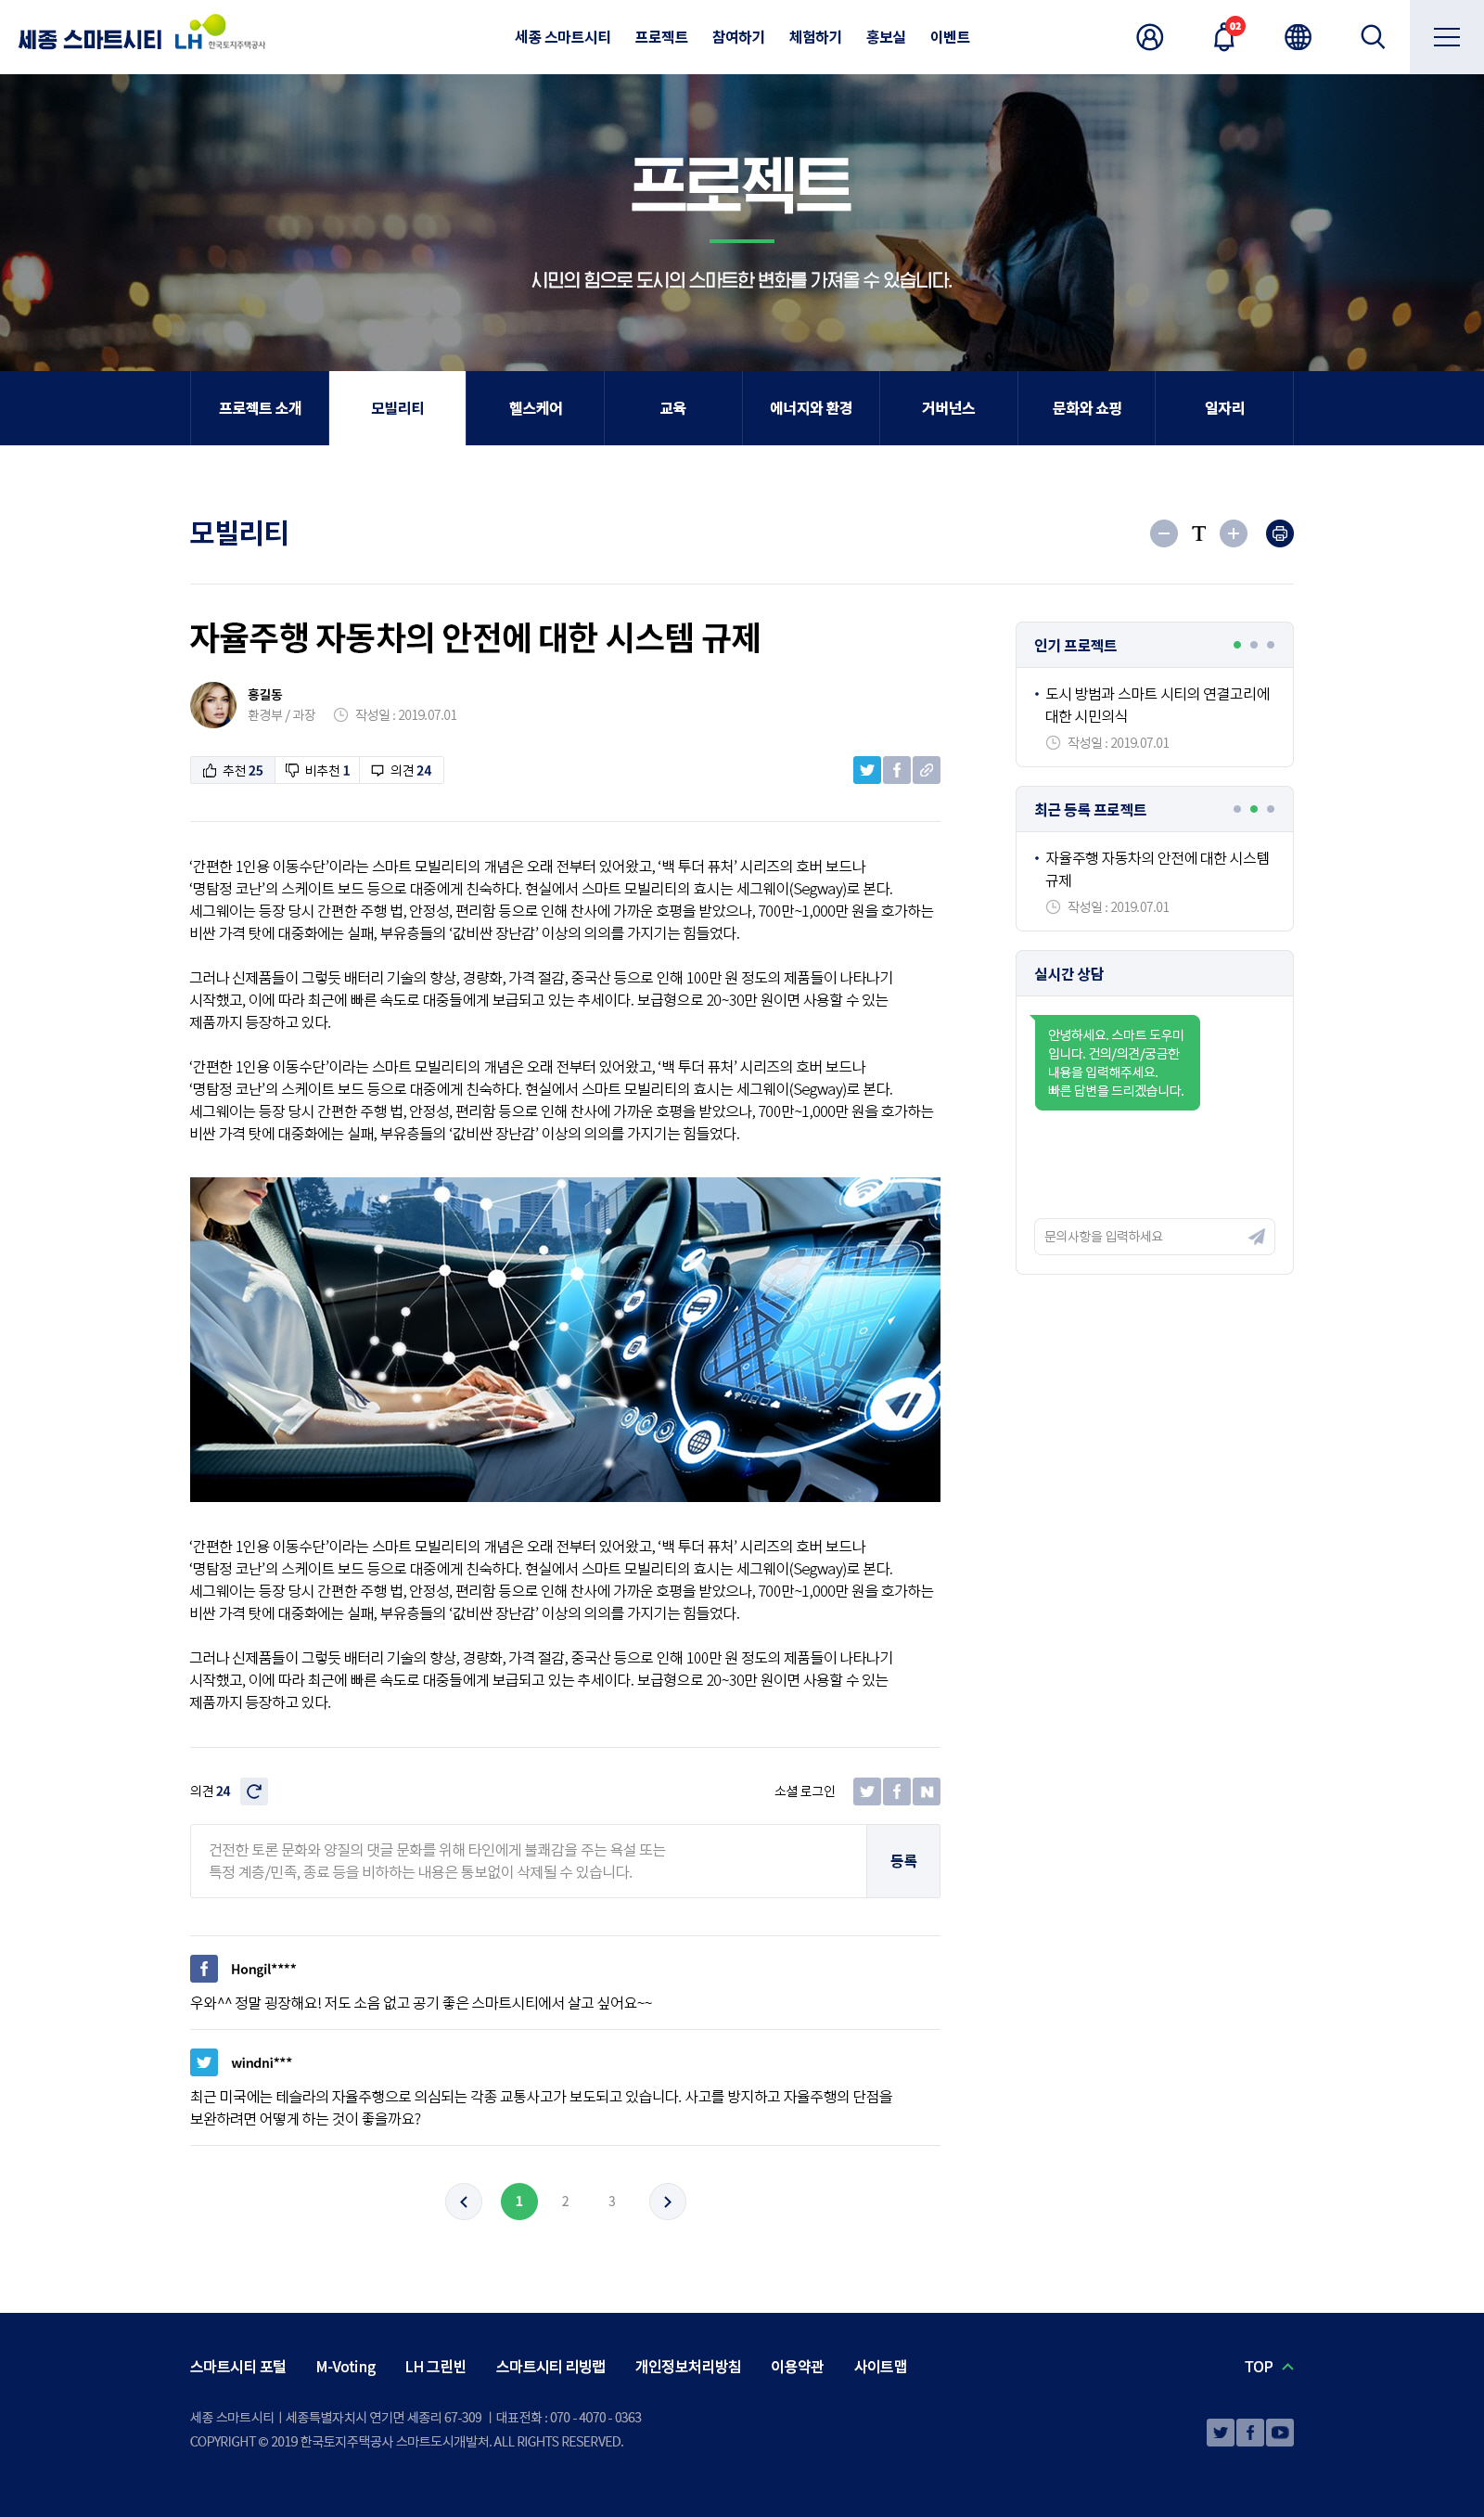 세종 스마트시티 LH 한국토지주택공사
세종 스마트시티 프로젝트 참여하기 체험하기 홍보실 이벤트
02
프로젝트
시민의 힘으로 도시의 스마트한 변화를 가져올 수 있습니다.
프로젝트 소개 모빌리티 헬스케어 교육 에너지와 환경 거버넌스 문화와 쇼핑 일자리
모빌리티
T
자율주행 자동차의 안전에 대한 시스템 규제
홍길동
환경부 / 과장 작성일 : 2019.07.01
추천 25 비추천 1 의견 24
‘간편한 1인용 이동수단’이라는 스마트 모빌리티의 개념은 오래 전부터 있어왔고, ‘백 투더 퓨처’ 시리즈의 호버 보드나
‘명탐정 코난’의 스케이트 보드 등으로 대중에게 친숙하다. 현실에서 스마트 모빌리티의 효시는 세그웨이(Segway)로 본다.
세그웨이는 등장 당시 간편한 주행 법, 안정성, 편리함 등으로 인해 찬사에 가까운 호평을 받았으나, 700만~1,000만 원을 호가하는
비싼 가격 탓에 대중화에는 실패, 부유층들의 ‘값비싼 장난감’ 이상의 의의를 가지기는 힘들었다.
그러나 신제품들이 그렇듯 배터리 기술의 향상, 경량화, 가격 절감, 중국산 등으로 인해 100만 원 정도의 제품들이 나타나기
시작했고, 이에 따라 최근에 빠른 속도로 대중들에게 보급되고 있는 추세이다. 보급형으로 20~30만 원이면 사용할 수 있는
제품까지 등장하고 있다.
‘간편한 1인용 이동수단’이라는 스마트 모빌리티의 개념은 오래 전부터 있어왔고, ‘백 투더 퓨처’ 시리즈의 호버 보드나
‘명탐정 코난’의 스케이트 보드 등으로 대중에게 친숙하다. 현실에서 스마트 모빌리티의 효시는 세그웨이(Segway)로 본다.
세그웨이는 등장 당시 간편한 주행 법, 안정성, 편리함 등으로 인해 찬사에 가까운 호평을 받았으나, 700만~1,000만 원을 호가하는
비싼 가격 탓에 대중화에는 실패, 부유층들의 ‘값비싼 장난감’ 이상의 의의를 가지기는 힘들었다.
‘간편한 1인용 이동수단’이라는 스마트 모빌리티의 개념은 오래 전부터 있어왔고, ‘백 투더 퓨처’ 시리즈의 호버 보드나
‘명탐정 코난’의 스케이트 보드 등으로 대중에게 친숙하다. 현실에서 스마트 모빌리티의 효시는 세그웨이(Segway)로 본다.
세그웨이는 등장 당시 간편한 주행 법, 안정성, 편리함 등으로 인해 찬사에 가까운 호평을 받았으나, 700만~1,000만 원을 호가하는
비싼 가격 탓에 대중화에는 실패, 부유층들의 ‘값비싼 장난감’ 이상의 의의를 가지기는 힘들었다.
그러나 신제품들이 그렇듯 배터리 기술의 향상, 경량화, 가격 절감, 중국산 등으로 인해 100만 원 정도의 제품들이 나타나기
시작했고, 이에 따라 최근에 빠른 속도로 대중들에게 보급되고 있는 추세이다. 보급형으로 20~30만 원이면 사용할 수 있는
제품까지 등장하고 있다.
의견 24 소셜 로그인
건전한 토론 문화와 양질의 댓글 문화를 위해 타인에게 불쾌감을 주는 욕설 또는
특정 계층/민족, 종료 등을 비하하는 내용은 통보없이 삭제될 수 있습니다.
등록
Hongil****
우와^^ 정말 굉장해요! 저도 소음 없고 공기 좋은 스마트시티에서 살고 싶어요~~
windni***
최근 미국에는 테슬라의 자율주행으로 의심되는 각종 교통사고가 보도되고 있습니다. 사고를 방지하고 자율주행의 단점을
보완하려면 어떻게 하는 것이 좋을까요?
1 2 3
인기 프로젝트
• 도시 방범과 스마트 시티의 연결고리에
대한 시민의식
작성일 : 2019.07.01
최근 등록 프로젝트
• 자율주행 자동차의 안전에 대한 시스템
규제
작성일 : 2019.07.01
실시간 상담
안녕하세요. 스마트 도우미
입니다. 건의/의견/궁금한
내용을 입력해주세요.
빠른 답변을 드리겠습니다.
문의사항을 입력하세요
스마트시티 포털 M-Voting LH 그린빈 스마트시티 리빙랩 개인정보처리방침 이용약관 사이트맵 TOP
세종 스마트시티 | 세종특별자치시 연기면 세종리 67-309 | 대표전화 : 070 - 4070 - 0363
COPYRIGHT © 2019 한국토지주택공사 스마트도시개발처. ALL RIGHTS RESERVED.